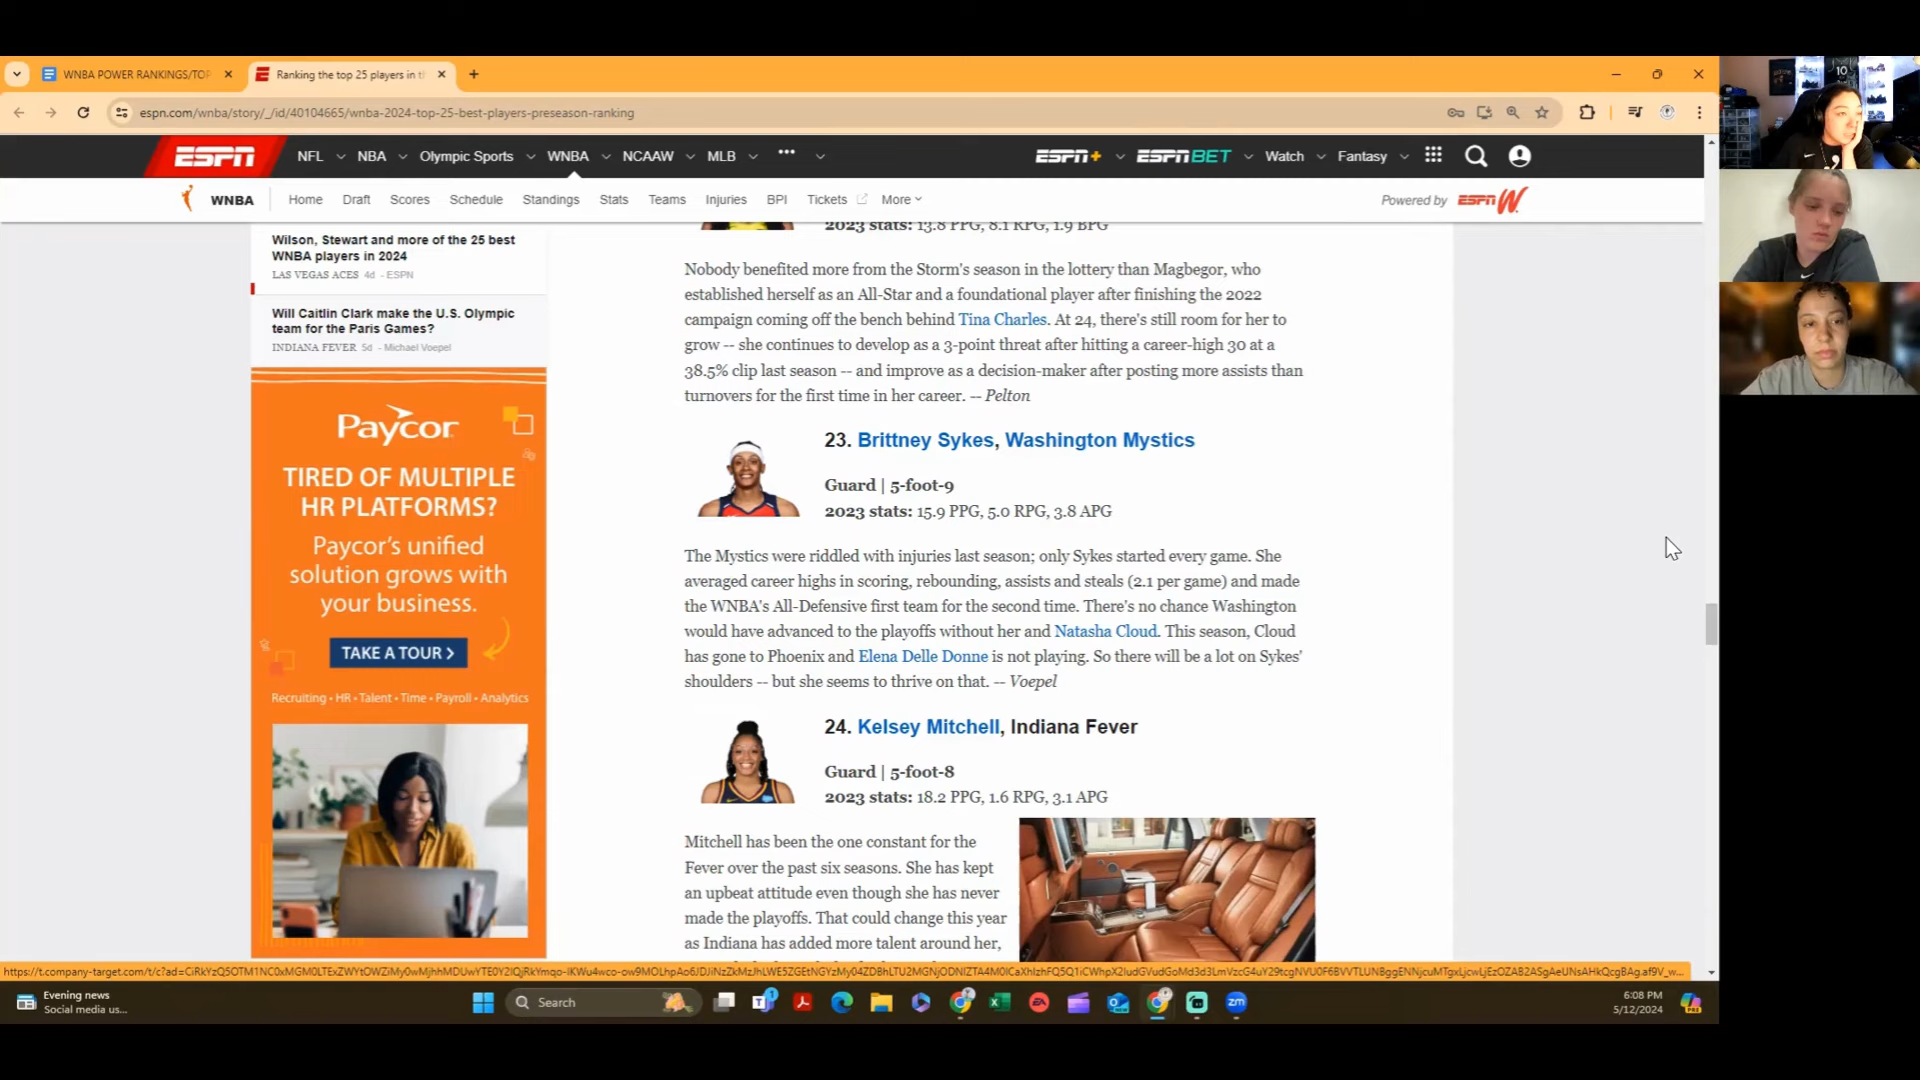 WNBA POWER RANKINGS/TOP
Ranking the top 25 players in th
espn.com/wnba/story/_/id/40104665/wnba-2024-top-25-best-players-preseason-ranking
ESPN NFL NBA Olympic Sports WNBA NCAAW MLB ESPN+ ESPN BET Watch Fantasy
WNBA Home Draft Scores Schedule Standings Stats Teams Injuries BPI Tickets More Powered by ESPN W
Wilson, Stewart and more of the 25 best
WNBA players in 2024
LAS VEGAS ACES 4d - ESPN
Will Caitlin Clark make the U.S. Olympic
team for the Paris Games?
INDIANA FEVER 5d - Michael Voepel
Paycor
TIRED OF MULTIPLE
HR PLATFORMS?
Paycor's unified
solution grows with
your business.
TAKE A TOUR >
Recruiting • HR • Talent • Time • Payroll • Analytics
2023 stats: 13.8 PPG, 8.1 RPG, 1.9 BPG
Nobody benefited more from the Storm's season in the lottery than Magbegor, who
established herself as an All-Star and a foundational player after finishing the 2022
campaign coming off the bench behind Tina Charles. At 24, there's still room for her to
grow -- she continues to develop as a 3-point threat after hitting a career-high 30 at a
38.5% clip last season -- and improve as a decision-maker after posting more assists than
turnovers for the first time in her career. -- Pelton
23. Brittney Sykes, Washington Mystics
Guard | 5-foot-9
2023 stats: 15.9 PPG, 5.0 RPG, 3.8 APG
The Mystics were riddled with injuries last season; only Sykes started every game. She
averaged career highs in scoring, rebounding, assists and steals (2.1 per game) and made
the WNBA's All-Defensive first team for the second time. There's no chance Washington
would have advanced to the playoffs without her and Natasha Cloud. This season, Cloud
has gone to Phoenix and Elena Delle Donne is not playing. So there will be a lot on Sykes'
shoulders -- but she seems to thrive on that. -- Voepel
24. Kelsey Mitchell, Indiana Fever
Guard | 5-foot-8
2023 stats: 18.2 PPG, 1.6 RPG, 3.1 APG
Mitchell has been the one constant for the
Fever over the past six seasons. She has kept
an upbeat attitude even though she has never
made the playoffs. That could change this year
as Indiana has added more talent around her,
Evening news
Social media us...
Search
6:08 PM
5/12/2024
10